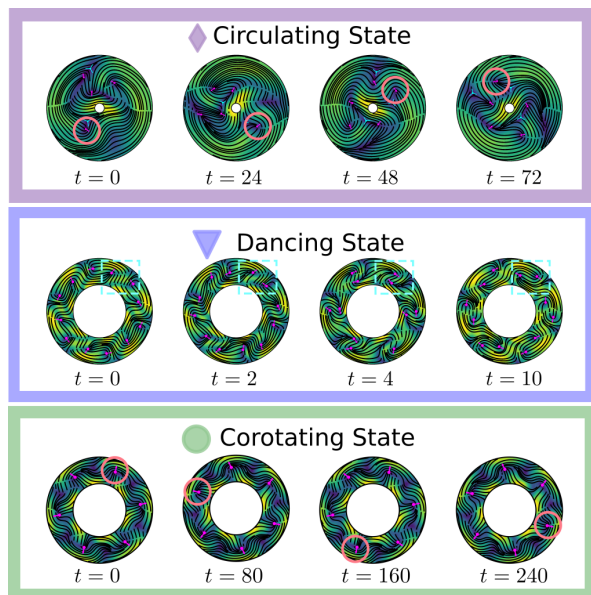 Circulating State
t = 0
t = 24
t = 48
t = 72
Dancing State
t = 0
t = 2
t = 4
t = 10
Corotating State
t = 0
t = 80
t = 160
t = 240